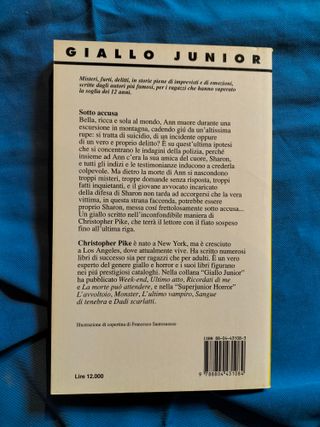 GIALLO JUNIOR
Misteri, furti, delitti, in storie piene di imprevisti e di emozioni,
scritte dagli autori più famosi, per i ragazzi che hanno superato
la soglia dei 12 anni.
Sotto accusa
Bella, ricca e sola al mondo, Ann muore durante una
escursione in montagna, cadendo giú da un'altissima
rupe: si tratta di suicidio, di un incidente oppure
di un vero e proprio delitto? È su quest'ultima ipotesi
che si concentrano le indagini della polizia, perché
insieme ad Ann c'era la sua amica del cuore, Sharon,
e tutti gli indizi e le testimonianze inducono a crederla
colpevole. Ma dietro la morte di Ann si nascondono
troppi misteri, troppe domande senza risposta, troppi
fatti inquietanti, e il giovane avvocato incaricato
della difesa di Sharon non tarda ad accorgersi che la vera
vittima, in questa strana faccenda, potrebbe essere
proprio Sharon, messa cosí frettolosamente sotto accusa...
Un giallo scritto nell'inconfondibile maniera di
Christopher Pike, che terrà il lettore con il fiato sospeso
fino all'ultima riga.
Christopher Pike è nato a New York, ma è cresciuto
a Los Angeles, dove attualmente vive. Ha scritto numerosi
libri di successo sia per ragazzi che per adulti. È un vero
esperto del genere giallo e horror e i suoi libri figurano
nei piú prestigiosi cataloghi. Nella collana "Giallo Junior"
ha pubblicato Week-end, Ultimo atto, Ricordati di me
e La morte può attendere, e nella "Superjunior Horror"
L'avvoltoio, Monster, L'ultimo vampiro, Sangue
di tenebra e Dadi scarlatti.
Illustrazione di copertina di Francesco Santosuosso
ISBN 88-04-43108-3
9 788804 431084
Lire 12.000